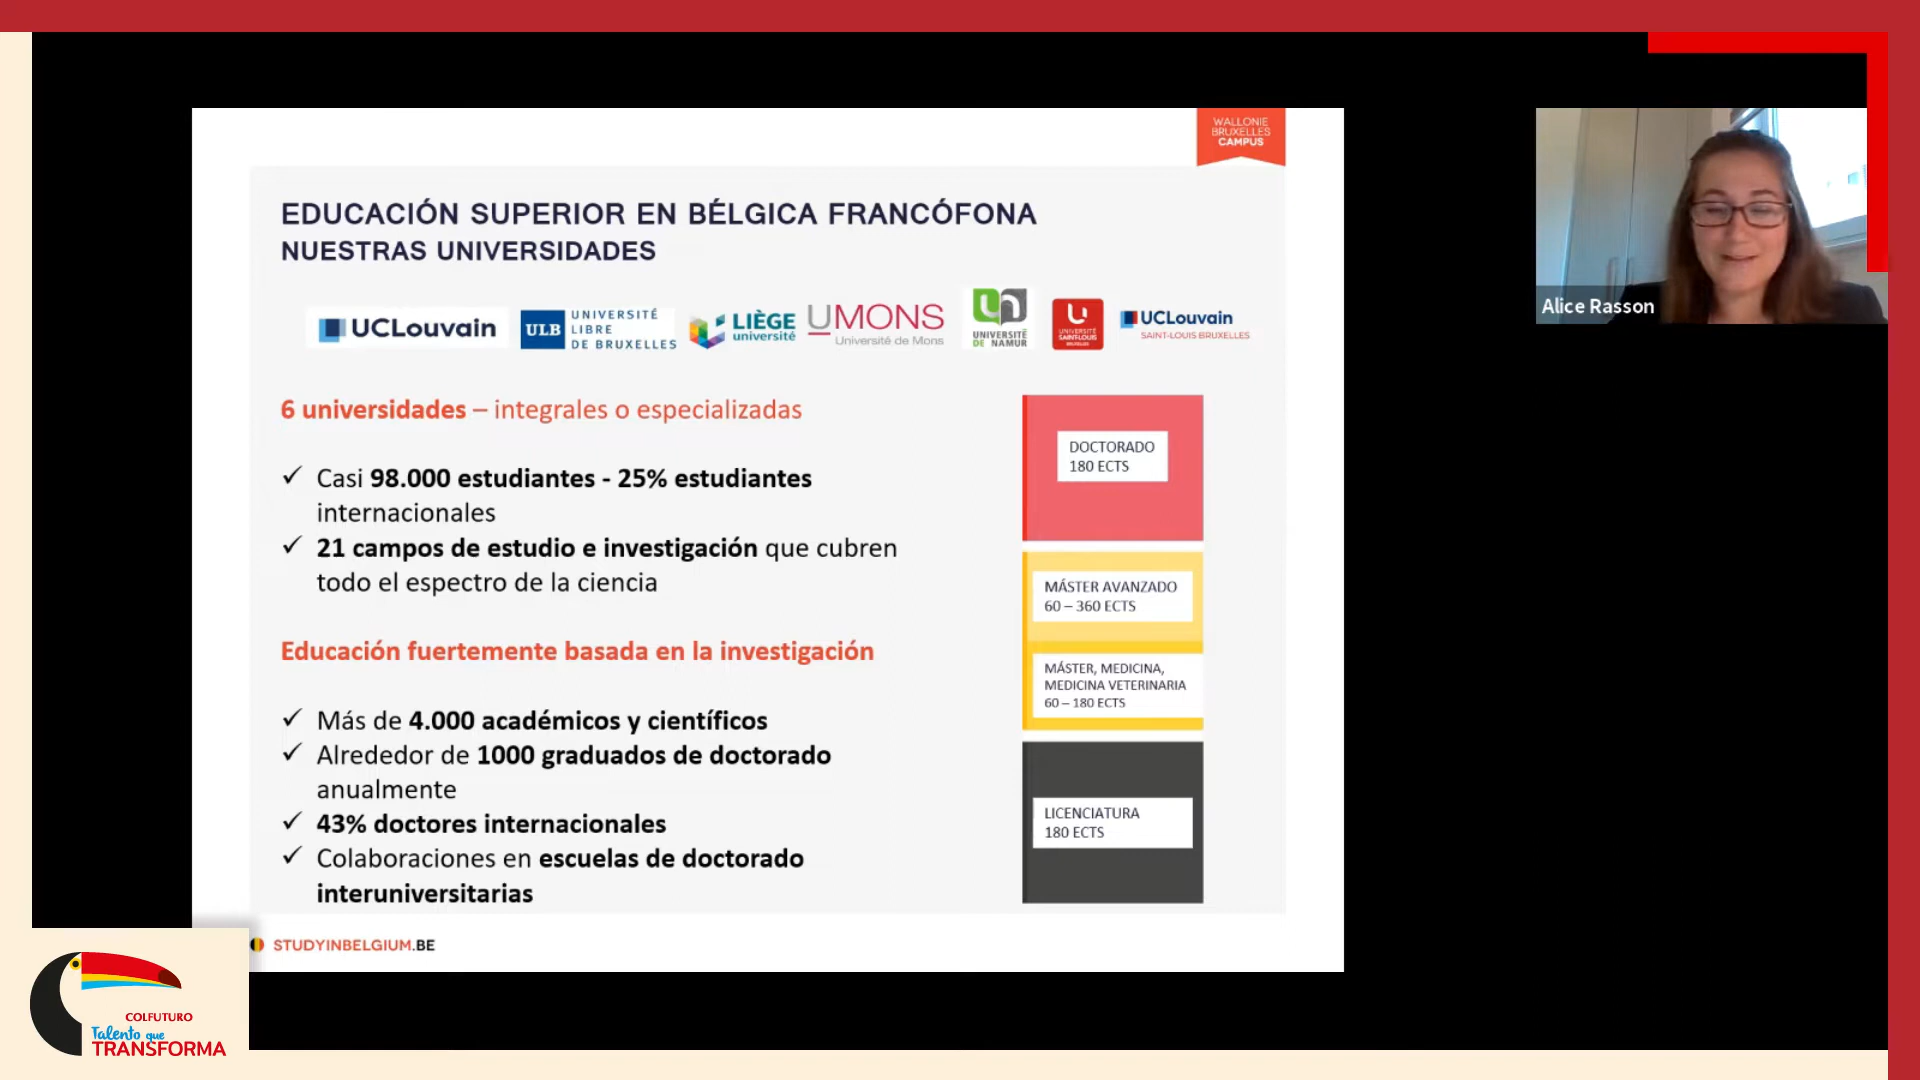 WALLONIE
BRUXELLES
CAMPUS
EDUCACIÓN SUPERIOR EN BÉLGICA FRANCÓFONA
NUESTRAS UNIVERSIDADES
UCLouvain
ULB UNIVERSITÉ
LIBRE
DE BRUXELLES
LIÈGE
université
UMONS
Université de Mons
UNIVERSITÉ
DE NAMUR
UNIVERSITÉ
SAINT-LOUIS
BRUXELLES
UCLouvain
SAINT-LOUIS BRUXELLES
6 universidades – integrales o especializadas
✓ Casi 98.000 estudiantes - 25% estudiantes
internacionales
✓ 21 campos de estudio e investigación que cubren
todo el espectro de la ciencia
Educación fuertemente basada en la investigación
✓ Más de 4.000 académicos y científicos
✓ Alrededor de 1000 graduados de doctorado
anualmente
✓ 43% doctores internacionales
✓ Colaboraciones en escuelas de doctorado
interuniversitarias
DOCTORADO
180 ECTS
MÁSTER AVANZADO
60 – 360 ECTS
MÁSTER, MEDICINA,
MEDICINA VETERINARIA
60 – 180 ECTS
LICENCIATURA
180 ECTS
STUDYINBELGIUM.BE
Alice Rasson
COLFUTURO
Talento que
TRANSFORMA